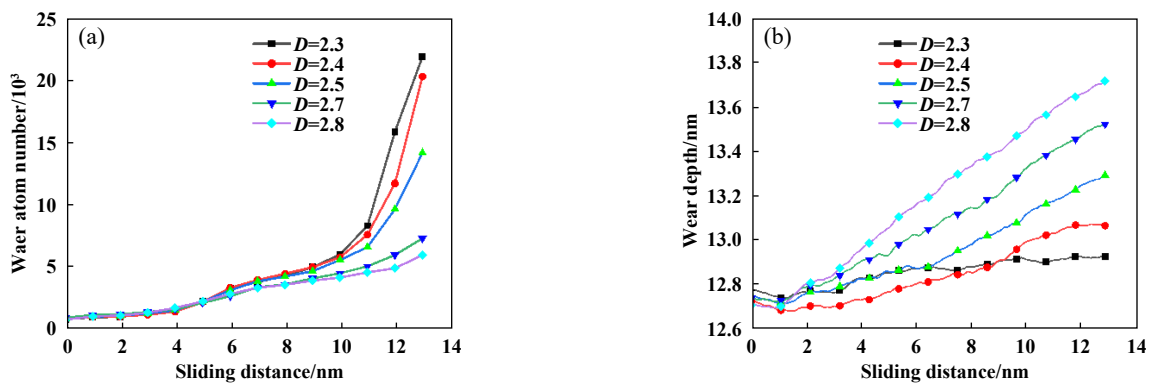 (a)
D=2.3
D=2.4
D=2.5
D=2.7
D=2.8
Waer atom number/10³
25
20
15
10
5
0
0 2 4 6 8 10 12 14
Sliding distance/nm
(b)
D=2.3
D=2.4
D=2.5
D=2.7
D=2.8
Wear depth/nm
14.0
13.8
13.6
13.4
13.2
13.0
12.8
12.6
0 2 4 6 8 10 12 14
Sliding distance/nm